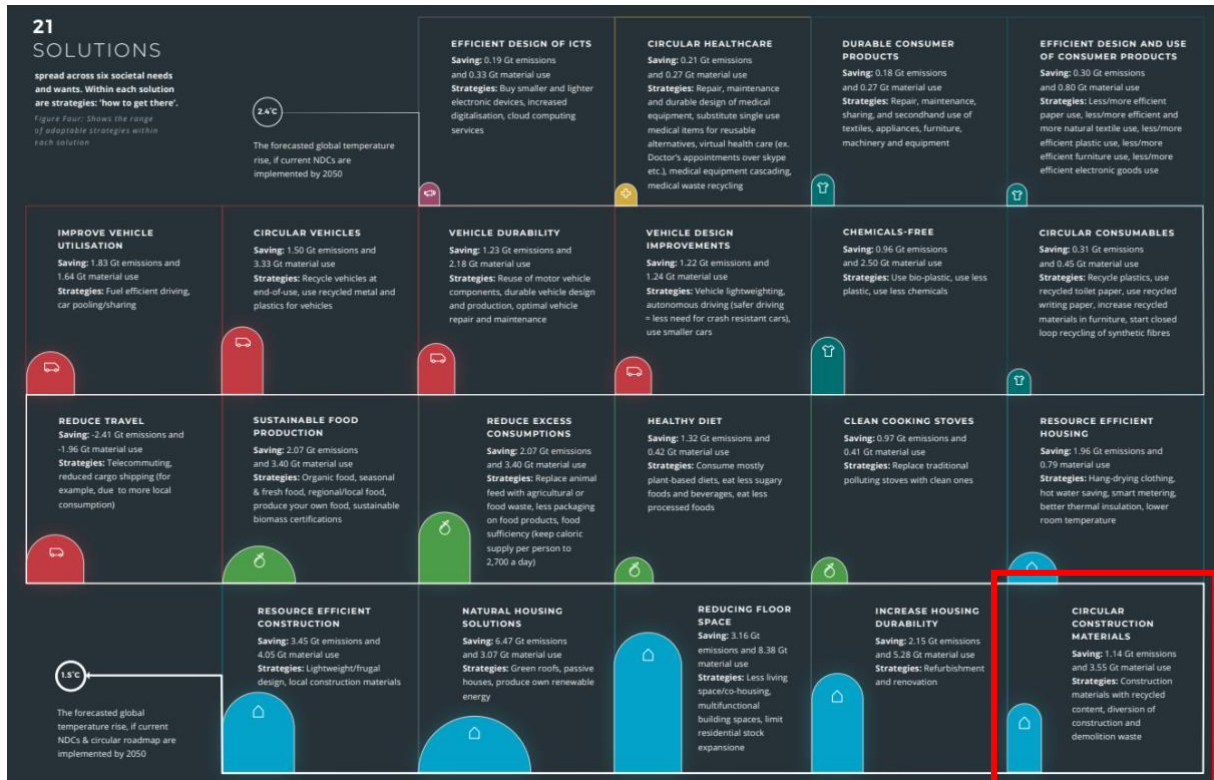 21
SOLUTIONS
spread across six societal needs
and wants. Within each solution
are strategies: 'how to get there'.
Figure Four: Shows the range
of adaptable strategies within
each solution
2.4°C
The forecasted global temperature
rise, if current NDCs are
implemented by 2050
EFFICIENT DESIGN OF ICTS
Saving: 0.19 Gt emissions
and 0.33 Gt material use
Strategies: Buy smaller and lighter
electronic devices, increased
digitalisation, cloud computing
services
CIRCULAR HEALTHCARE
Saving: 0.21 Gt emissions
and 0.27 Gt material use
Strategies: Repair, maintenance
and durable design of medical
equipment, substitute single use
medical items for reusable
alternatives, virtual health care (ex.
Doctor's appointments over skype
etc.), medical equipment cascading,
medical waste recycling
DURABLE CONSUMER
PRODUCTS
Saving: 0.18 Gt emissions
and 0.27 Gt material use
Strategies: Repair, maintenance,
sharing, and secondhand use of
textiles, appliances, furniture,
machinery and equipment
EFFICIENT DESIGN AND USE
OF CONSUMER PRODUCTS
Saving: 0.30 Gt emissions
and 0.80 Gt material use
Strategies: Less/more efficient
paper use, less/more efficient and
more natural textile use, less/more
efficient plastic use, less/more
efficient furniture use, less/more
efficient electronic goods use
IMPROVE VEHICLE
UTILISATION
Saving: 1.83 Gt emissions and
1.64 Gt material use
Strategies: Fuel efficient driving,
car pooling/sharing
CIRCULAR VEHICLES
Saving: 1.50 Gt emissions and
3.33 Gt material use
Strategies: Recycle vehicles at
end-of-use, use recycled metal and
plastics for vehicles
VEHICLE DURABILITY
Saving: 1.23 Gt emissions and
2.18 Gt material use
Strategies: Reuse of motor vehicle
components, durable vehicle design
and production, optimal vehicle
repair and maintenance
VEHICLE DESIGN
IMPROVEMENTS
Saving: 1.22 Gt emissions and
1.24 Gt material use
Strategies: Vehicle lightweighting,
autonomous driving (safer driving
= less need for crash resistant cars),
use smaller cars
CHEMICALS-FREE
Saving: 0.96 Gt emissions
and 2.50 Gt material use
Strategies: Use bio-plastic, use less
plastic, use less chemicals
CIRCULAR CONSUMABLES
Saving: 0.31 Gt emissions
and 0.45 Gt material use
Strategies: Recycle plastics, use
recycled toilet paper, use recycled
writing paper, increase recycled
materials in furniture, start closed
loop recycling of synthetic fibres
REDUCE TRAVEL
Saving: -2.41 Gt emissions and
-1.96 Gt material use
Strategies: Telecommuting,
reduced cargo shipping (for
example, due to more local
consumption)
SUSTAINABLE FOOD
PRODUCTION
Saving: 2.07 Gt emissions
and 3.40 Gt material use
Strategies: Organic food, seasonal
& fresh food, regional/local food,
produce your own food, sustainable
biomass certifications
REDUCE EXCESS
CONSUMPTIONS
Saving: 2.07 Gt emissions
and 3.40 Gt material use
Strategies: Replace animal
feed with agricultural or
food waste, less packaging
on food products, food
sufficiency (keep caloric
supply per person to
2,700 a day)
HEALTHY DIET
Saving: 1.32 Gt emissions and
0.42 Gt material use
Strategies: Consume mostly
plant-based diets, eat less sugary
foods and beverages, eat less
processed foods
CLEAN COOKING STOVES
Saving: 0.97 Gt emissions and
0.41 Gt material use
Strategies: Replace traditional
polluting stoves with clean ones
RESOURCE EFFICIENT
HOUSING
Saving: 1.96 Gt emissions and
0.79 material use
Strategies: Hang-drying clothing,
hot water saving, smart metering,
better thermal insulation, lower
room temperature
1.5°C
The forecasted global
temperature rise, if current
NDCs & circular roadmap are
implemented by 2050
RESOURCE EFFICIENT
CONSTRUCTION
Saving: 3.45 Gt emissions and
4.05 Gt material use
Strategies: Lightweight/frugal
design, local construction materials
NATURAL HOUSING
SOLUTIONS
Saving: 6.47 Gt emissions
and 3.07 Gt material use
Strategies: Green roofs, passive
houses, produce own renewable
energy
REDUCING FLOOR
SPACE
Saving: 3.16 Gt
emissions and 8.38 Gt
material use
Strategies: Less living
space/co-housing,
multifunctional
building spaces, limit
residential stock
expansione
INCREASE HOUSING
DURABILITY
Saving: 2.15 Gt emissions
and 5.28 Gt material use
Strategies: Refurbishment
and renovation
CIRCULAR
CONSTRUCTION
MATERIALS
Saving: 1.14 Gt emissions
and 3.55 Gt material use
Strategies: Construction
materials with recycled
content, diversion of
construction and
demolition waste